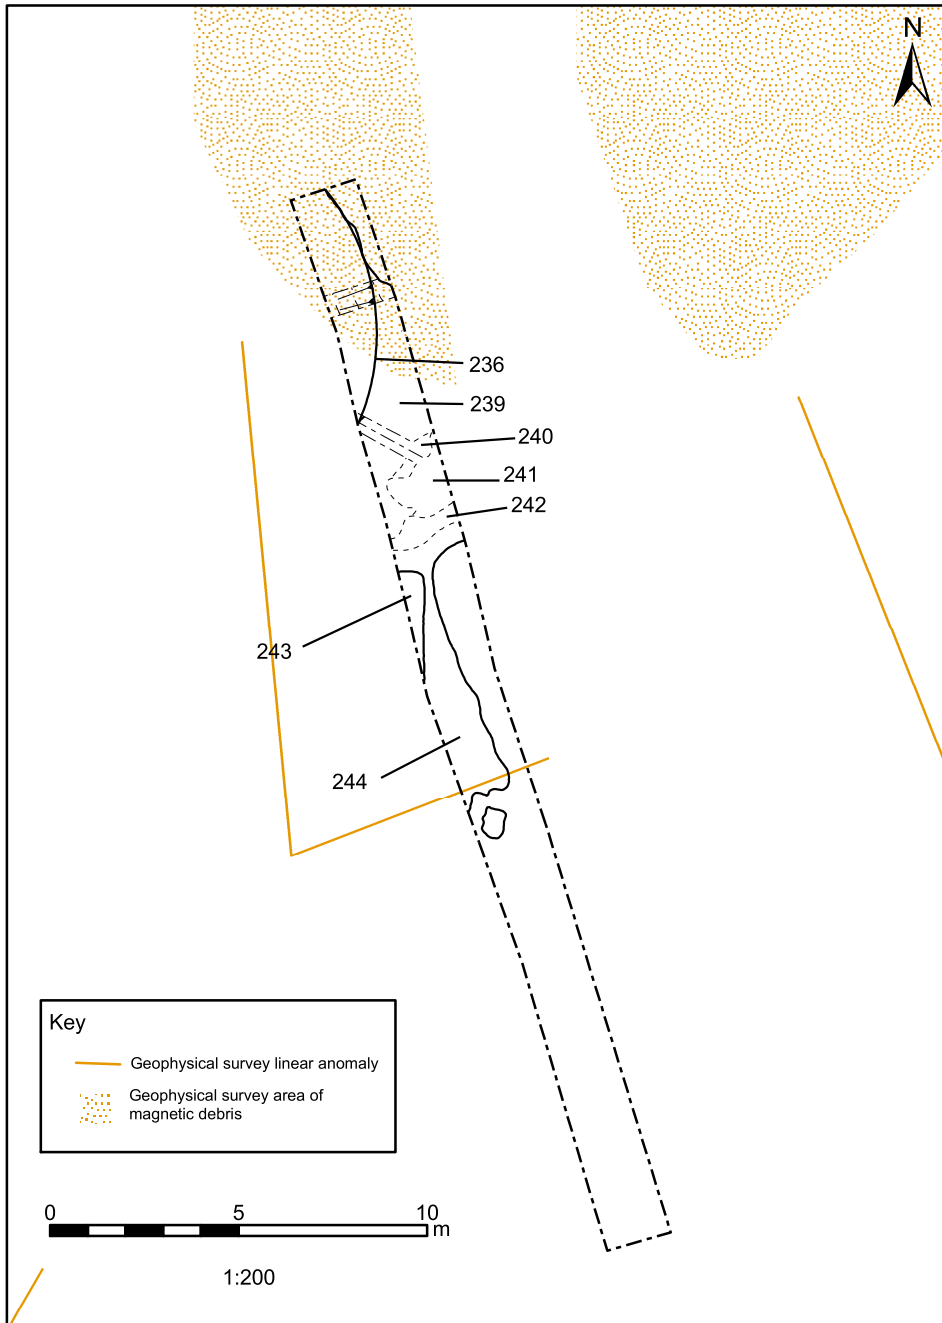 N
236
239
240
241
242
243
244
Key
Geophysical survey linear anomaly
Geophysical survey area of
magnetic debris
0 5 10
m
1:200